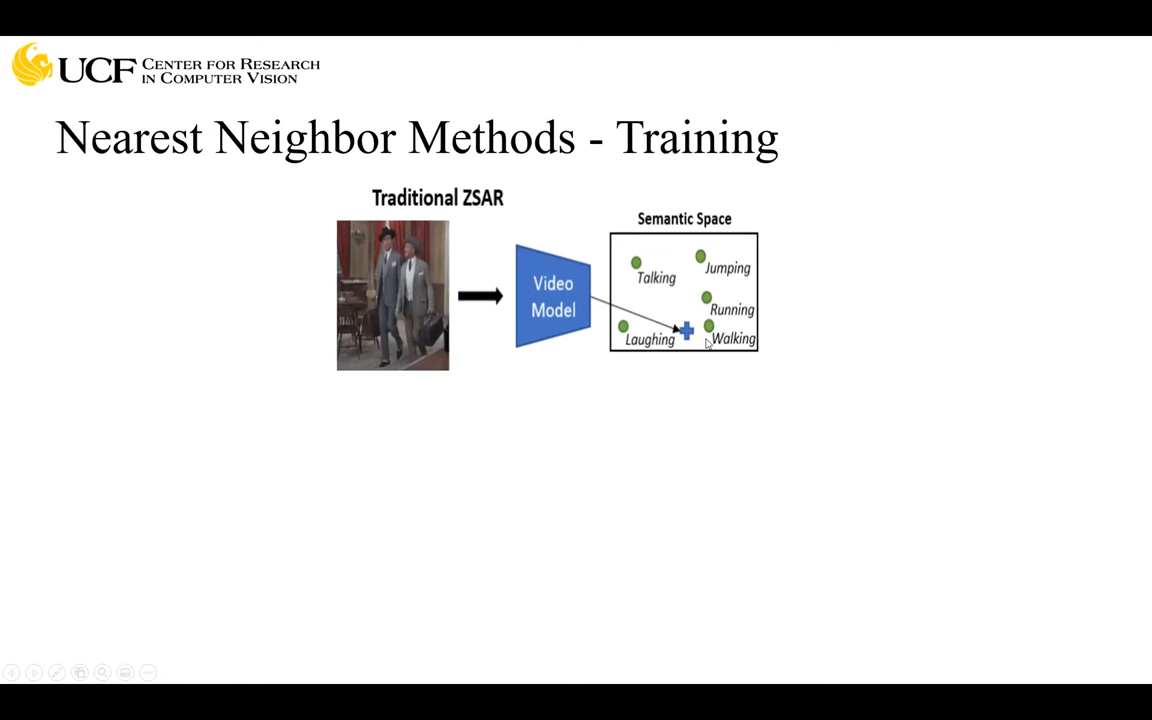 UCF CENTER FOR RESEARCH
IN COMPUTER VISION
Nearest Neighbor Methods - Training
Traditional ZSAR
Semantic Space
Video
Model
Talking
Jumping
Running
Laughing
Walking